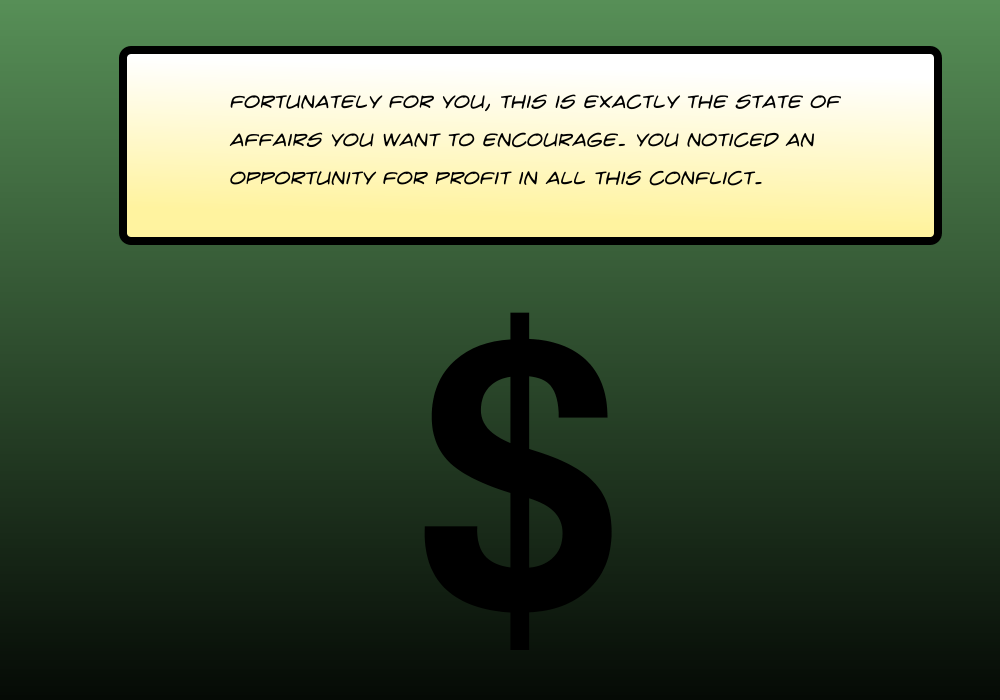 FORTUNATELY FOR YOU, THIS IS EXACTLY THE STATE OF
AFFAIRS YOU WANT TO ENCOURAGE. YOU NOTICED AN
OPPORTUNITY FOR PROFIT IN ALL THIS CONFLICT.
$